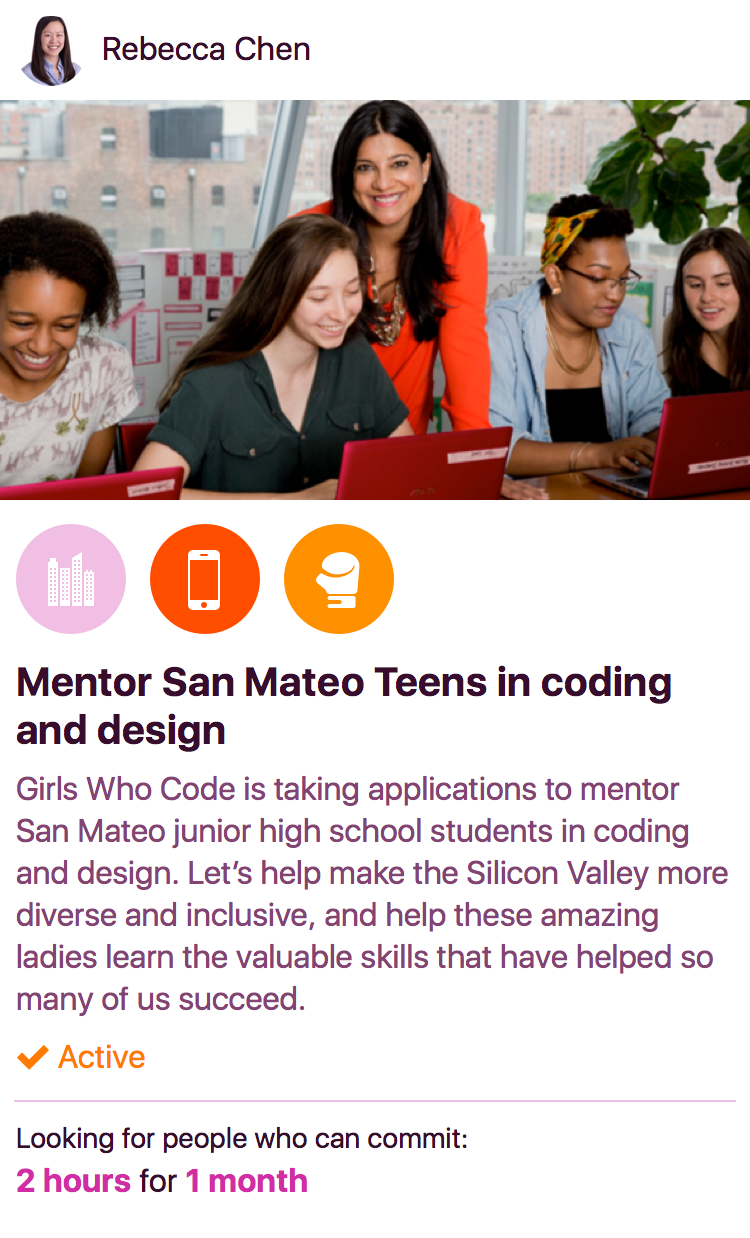 Rebecca Chen
Mentor San Mateo Teens in coding
and design
Girls Who Code is taking applications to mentor
San Mateo junior high school students in coding
and design. Let’s help make the Silicon Valley more
diverse and inclusive, and help these amazing
ladies learn the valuable skills that have helped so
many of us succeed.
Active
Looking for people who can commit:
2 hours for 1 month